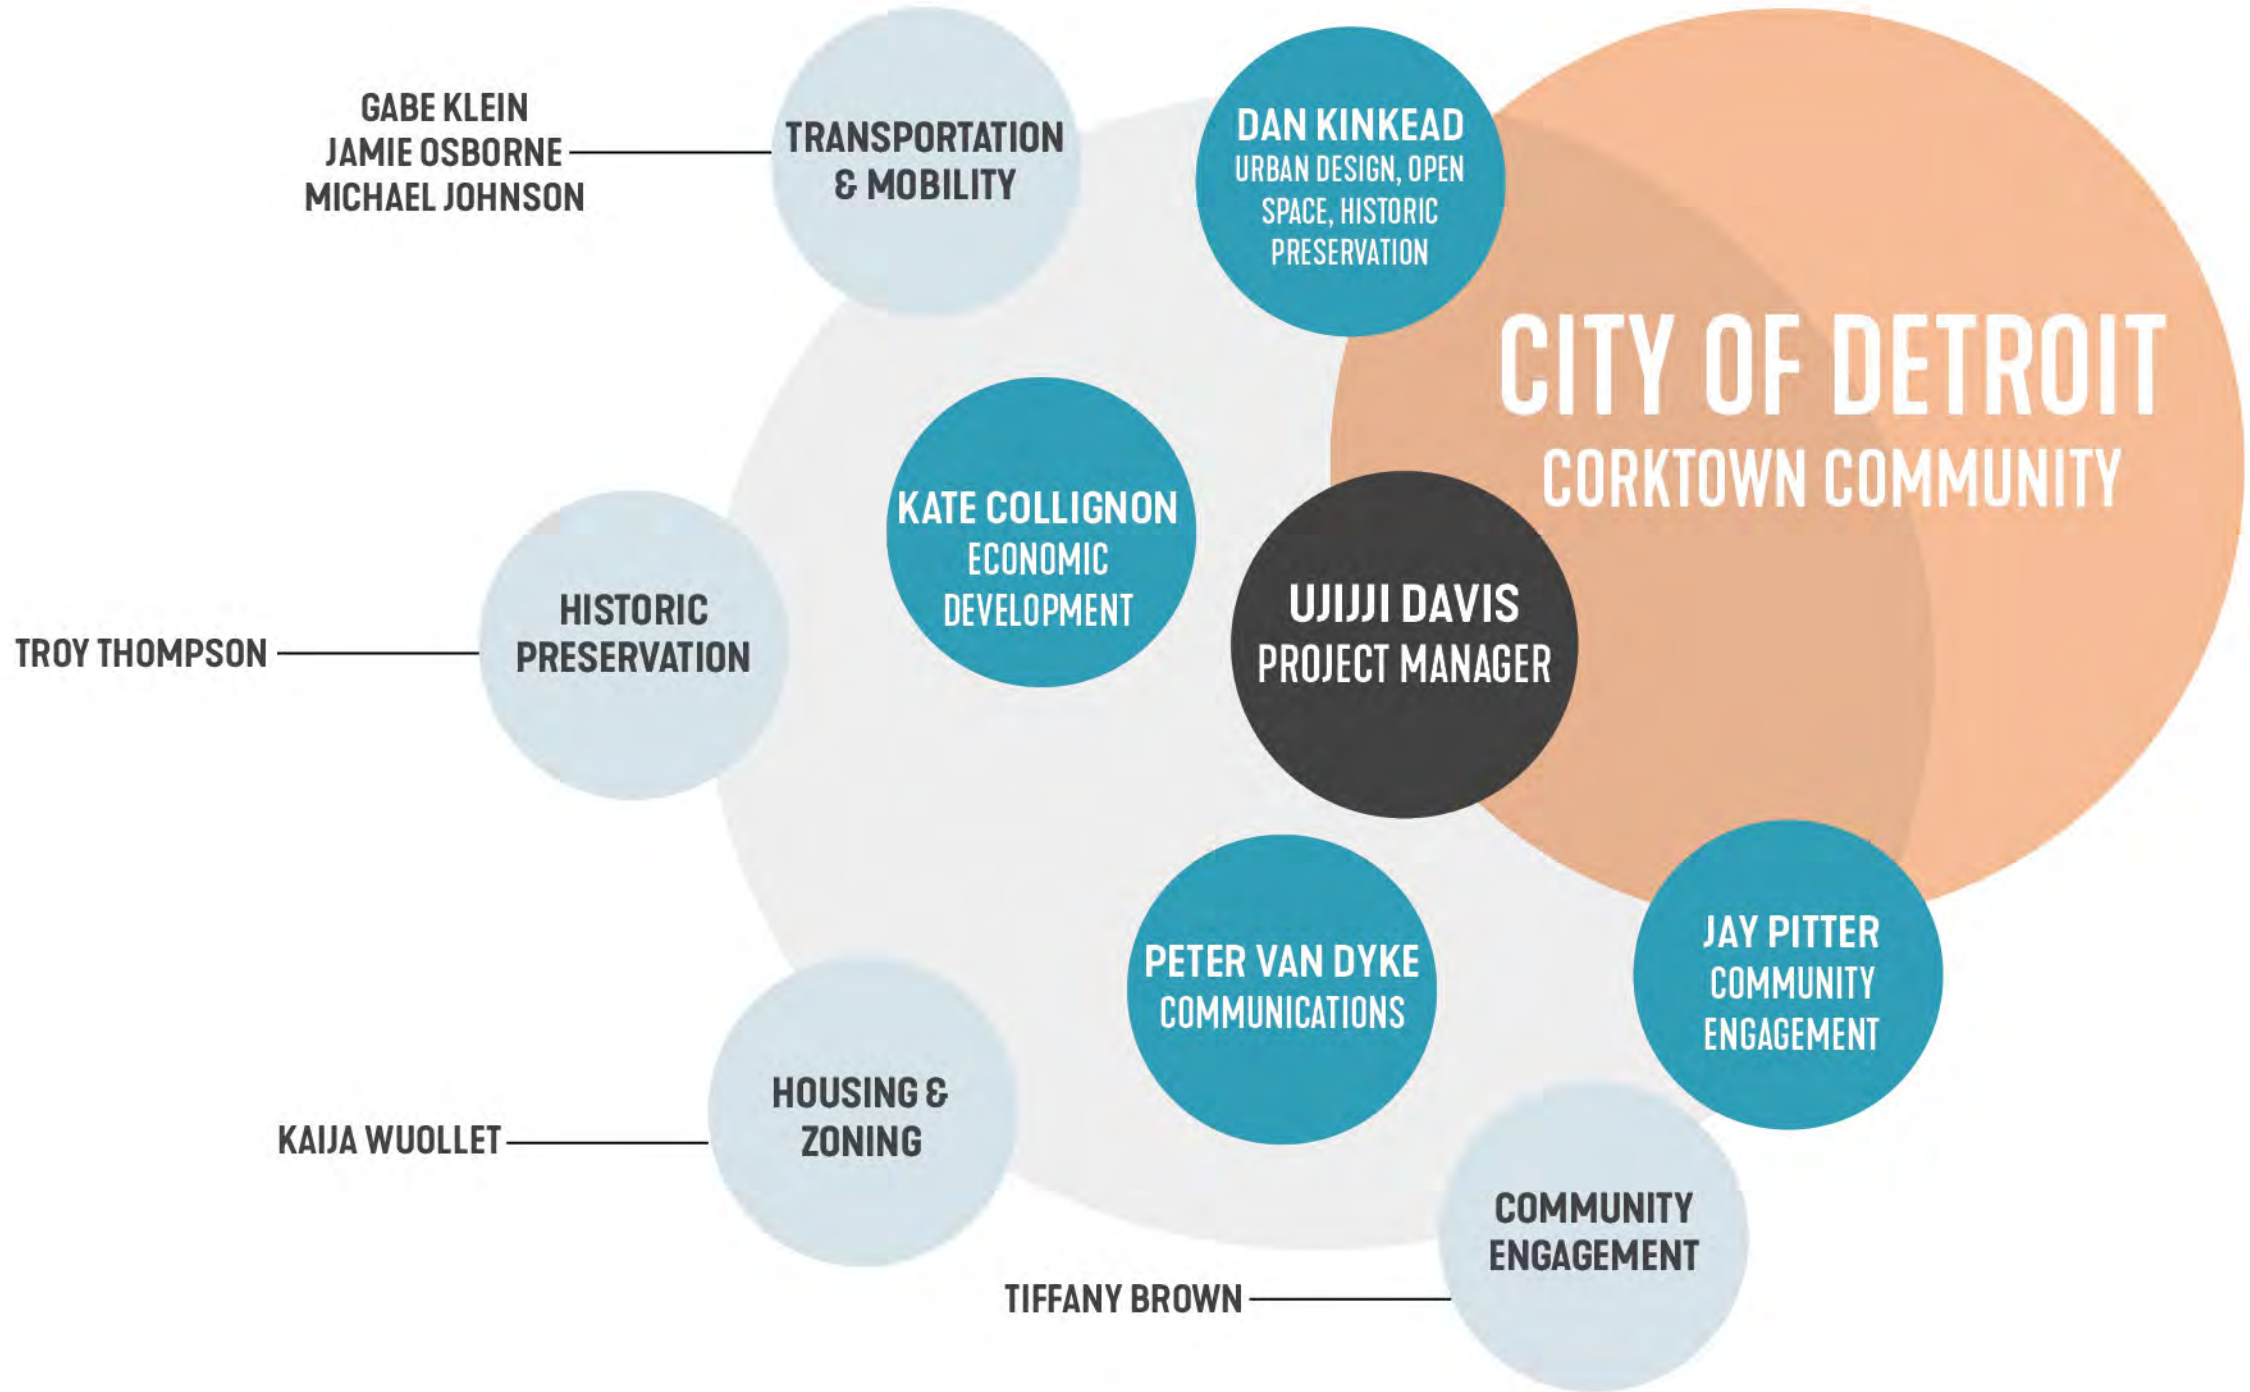 GABE KLEIN
JAMIE OSBORNE
MICHAEL JOHNSON
TRANSPORTATION
& MOBILITY
DAN KINKEAD
URBAN DESIGN, OPEN
SPACE, HISTORIC
PRESERVATION
CITY OF DETROIT
CORKTOWN COMMUNITY
KATE COLLIGNON
ECONOMIC
DEVELOPMENT
UJIJJI DAVIS
PROJECT MANAGER
TROY THOMPSON
HISTORIC
PRESERVATION
PETER VAN DYKE
COMMUNICATIONS
JAY PITTER
COMMUNITY
ENGAGEMENT
KAIJA WUOLLET
HOUSING &
ZONING
TIFFANY BROWN
COMMUNITY
ENGAGEMENT